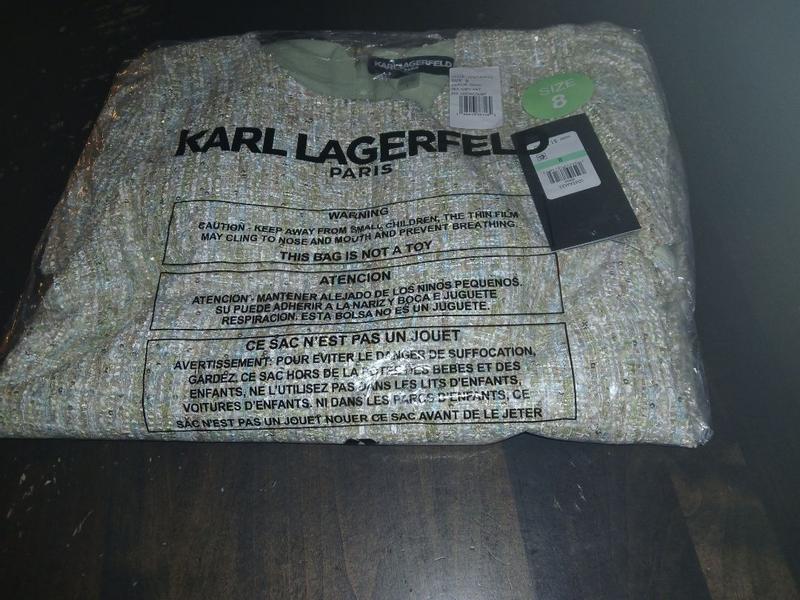 KARL LAGERFELD
PARIS
SIZE
8
8
KARL LAGERFELD
PARIS
WARNING
CAUTION - KEEP AWAY FROM SMALL CHILDREN, THE THIN FILM
MAY CLING TO NOSE AND MOUTH AND PREVENT BREATHING.
THIS BAG IS NOT A TOY
ATENCION
ATENCION - MANTENER ALEJADO DE LOS NINOS PEQUENOS.
SU PUEDE ADHERIR A LA NARIZ Y BOCA E JUGUETE
RESPIRACION. ESTA BOLSA NO ES UN JUGUETE.
CE SAC N'EST PAS UN JOUET
AVERTISSEMENT: POUR EVITER LE DANGER DE SUFFOCATION,
GARDEZ, CE SAC HORS DE LA POTES DES BEBES ET DES
ENFANTS, NE L'UTILISEZ PAS DANS LES LITS D'ENFANTS,
VOITURES D'ENFANTS. NI DANS LES PARCS D'ENFANTS, CE
SAC N'EST PAS UN JOUET NOUER CE SAC AVANT DE LE JETER